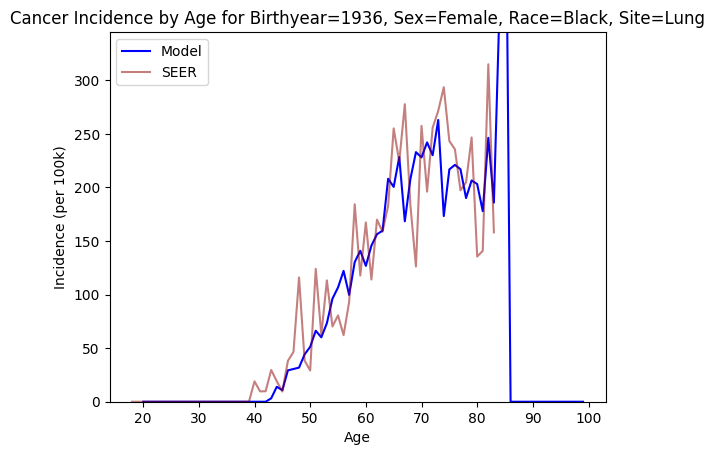 Cancer Incidence by Age for Birthyear=1936, Sex=Female, Race=Black, Site=Lung
Model
SEER
Incidence (per 100k)
300
250
200
150
100
50
0
20 30 40 50 60 70 80 90 100
Age